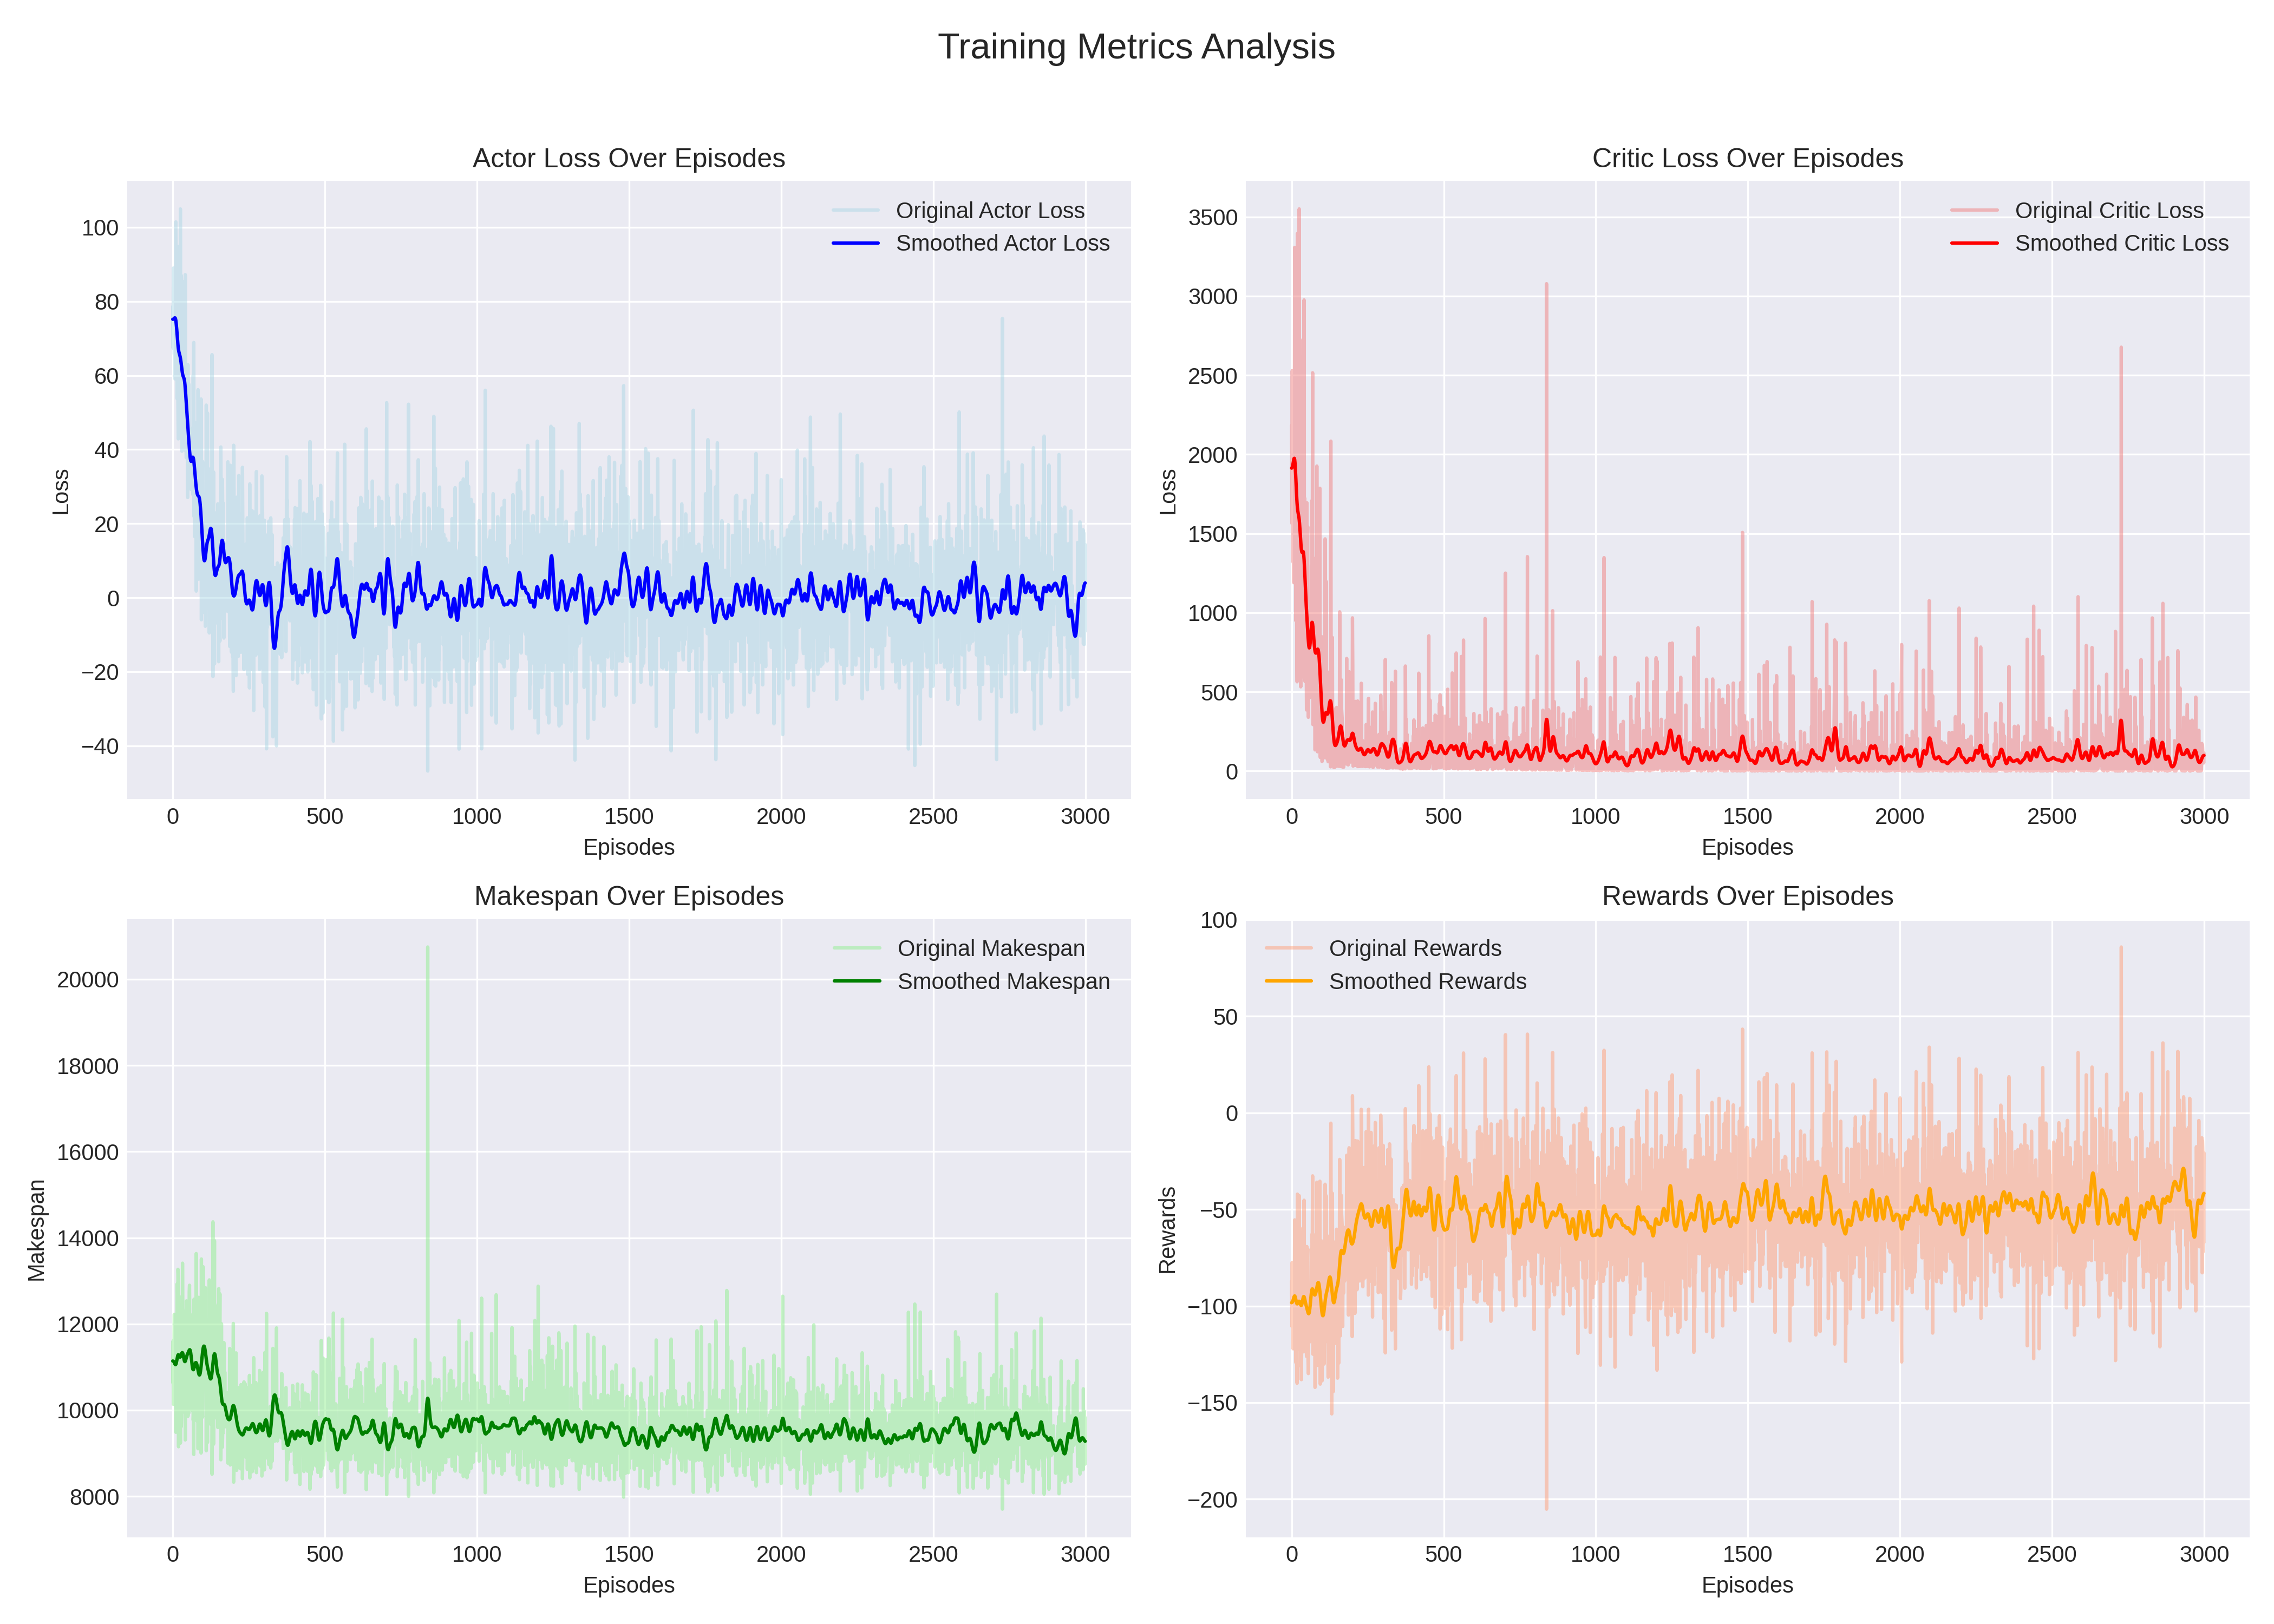 Training Metrics Analysis
Actor Loss Over Episodes
Original Actor Loss
Smoothed Actor Loss
Loss
100
80
60
40
20
0
−20
−40
0 500 1000 1500 2000 2500 3000
Episodes
Critic Loss Over Episodes
Original Critic Loss
Smoothed Critic Loss
Loss
3500
3000
2500
2000
1500
1000
500
0
0 500 1000 1500 2000 2500 3000
Episodes
Makespan Over Episodes
Original Makespan
Smoothed Makespan
Makespan
20000
18000
16000
14000
12000
10000
8000
0 500 1000 1500 2000 2500 3000
Episodes
Rewards Over Episodes
Original Rewards
Smoothed Rewards
Rewards
100
50
0
−50
−100
−150
−200
0 500 1000 1500 2000 2500 3000
Episodes